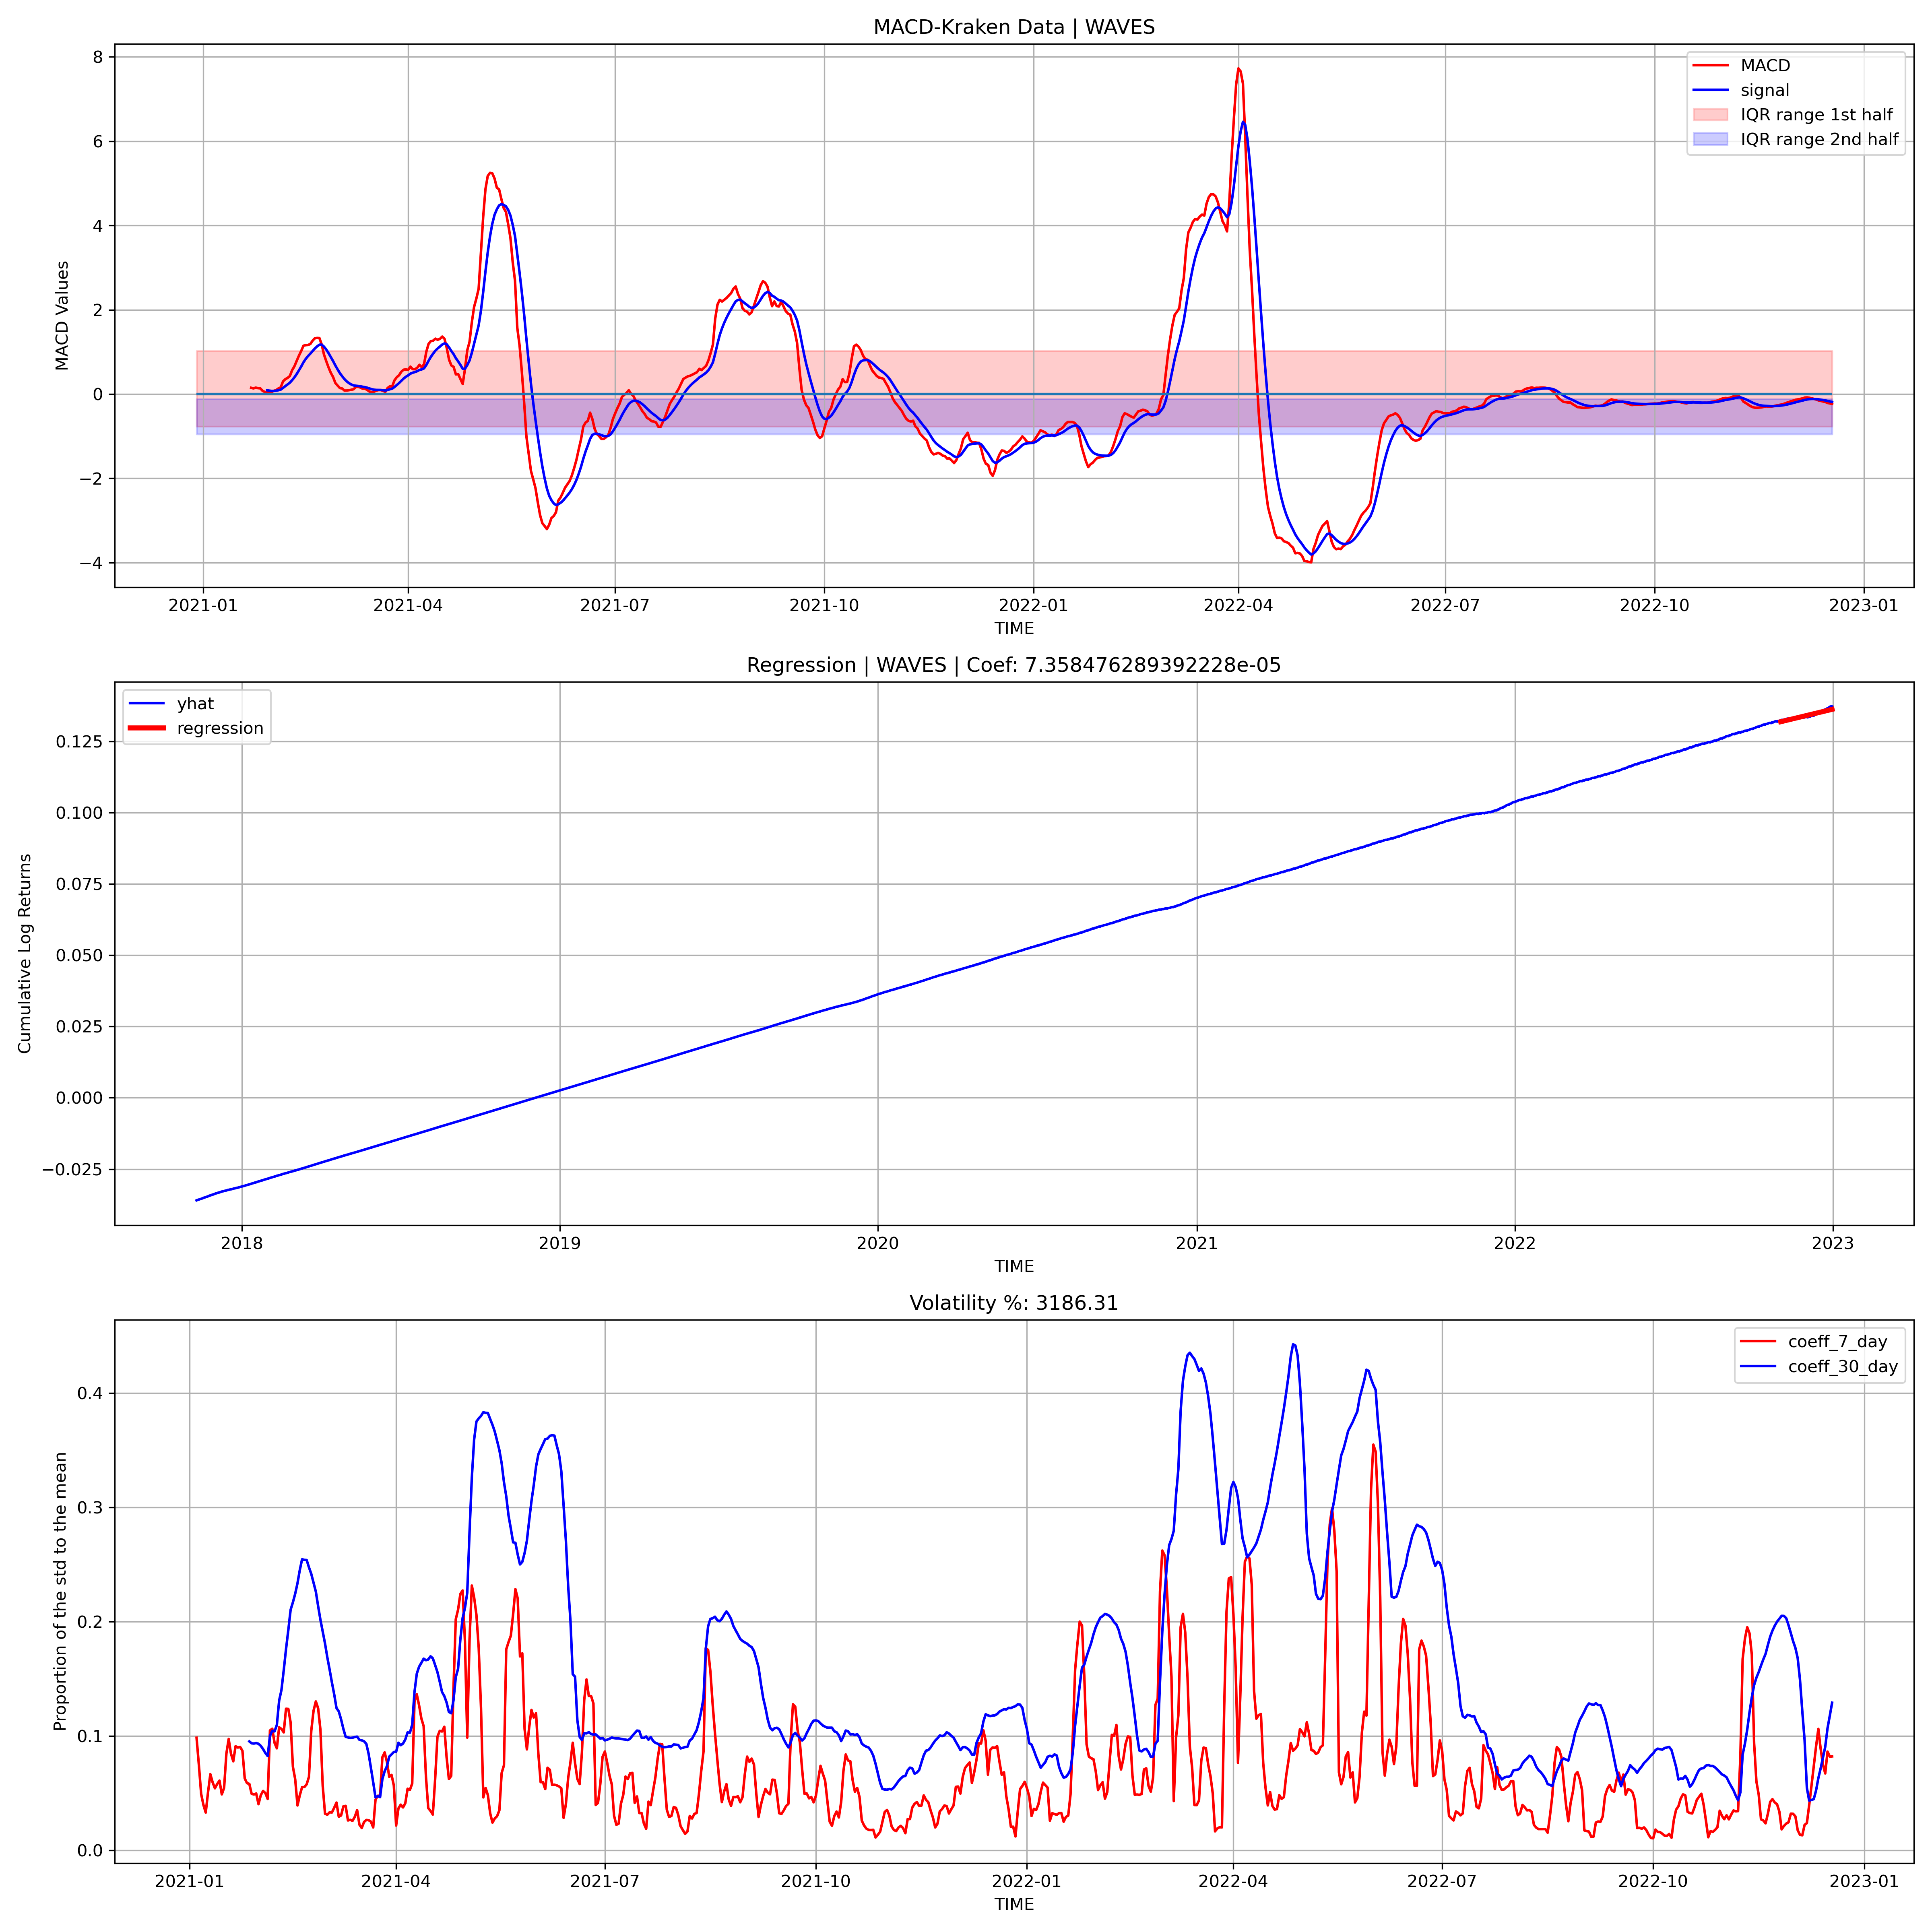 MACD-Kraken Data | WAVES
MACD
signal
IQR range 1st half
IQR range 2nd half
MACD Values
8
6
4
2
0
−2
−4
2021-01 2021-04 2021-07 2021-10 2022-01 2022-04 2022-07 2022-10 2023-01
TIME
Regression | WAVES | Coef: 7.358476289392228e-05
yhat
regression
Cumulative Log Returns
0.125
0.100
0.075
0.050
0.025
0.000
−0.025
2018 2019 2020 2021 2022 2023
TIME
Volatility %: 3186.31
coeff_7_day
coeff_30_day
Proportion of the std to the mean
0.4
0.3
0.2
0.1
0.0
2021-01 2021-04 2021-07 2021-10 2022-01 2022-04 2022-07 2022-10 2023-01
TIME